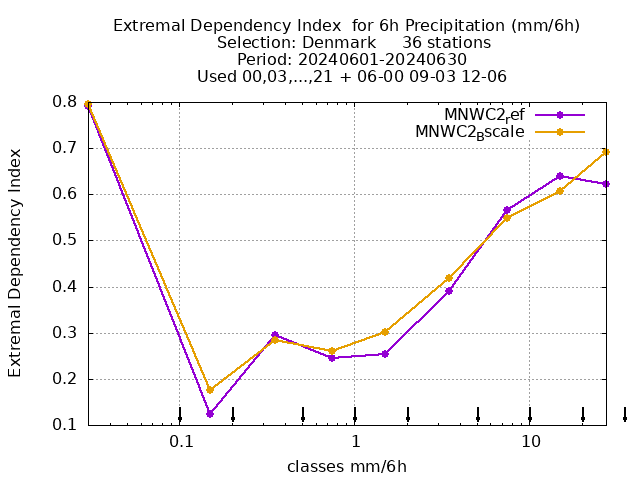 Extremal Dependency Index  for 6h Precipitation (mm/6h)
Selection: Denmark     36 stations
Period: 20240601-20240630
Used 00,03,...,21 + 06-00 09-03 12-06
MNWC2ref
MNWC2Bscale
0.8
0.7
0.6
0.5
0.4
0.3
0.2
0.1
Extremal Dependency Index
0.1 1 10
classes mm/6h